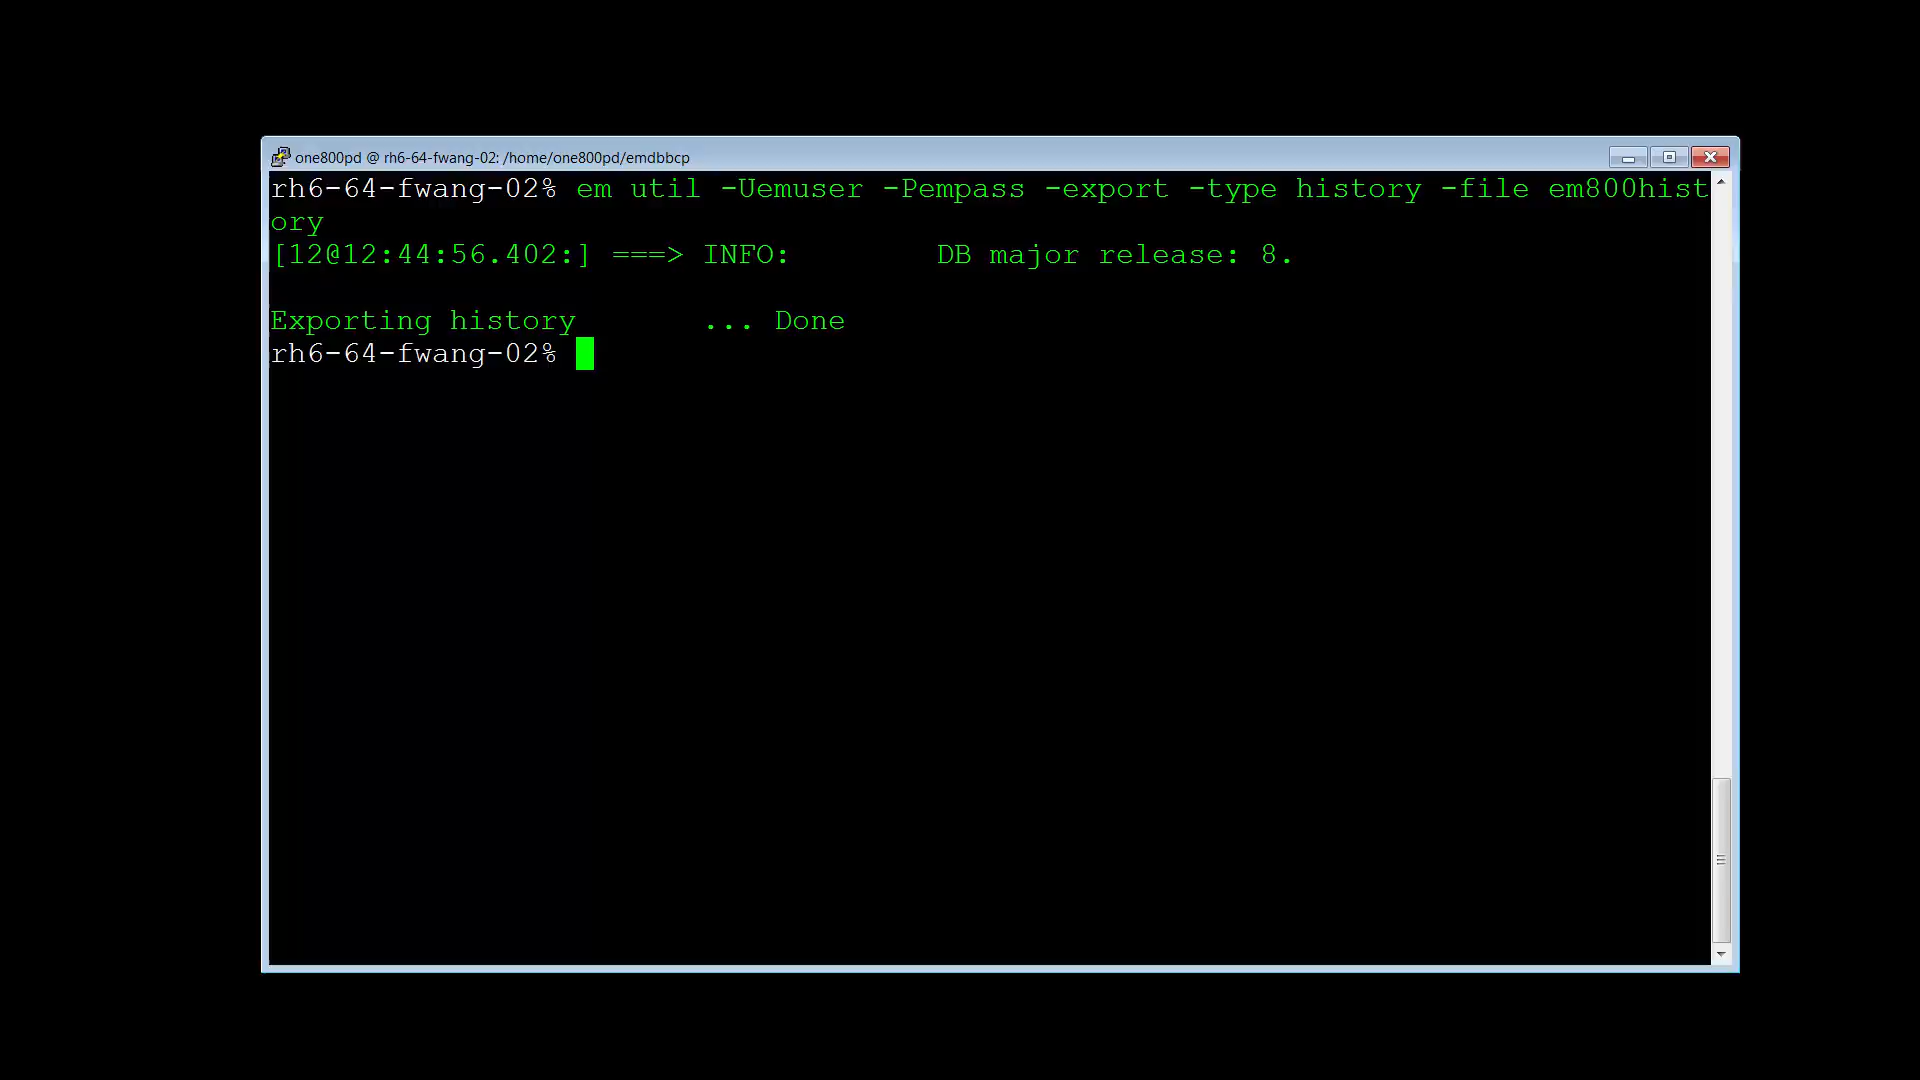 one800pd @ rh6-64-fwang-02: /home/one800pd/emdbbcp
rh6-64-fwang-02% em util -Uemuser -Pempass -export -type history -file em800hist
ory
[12@12:44:56.402:] ===> INFO:        DB major release: 8.
Exporting history       ... Done
rh6-64-fwang-02%